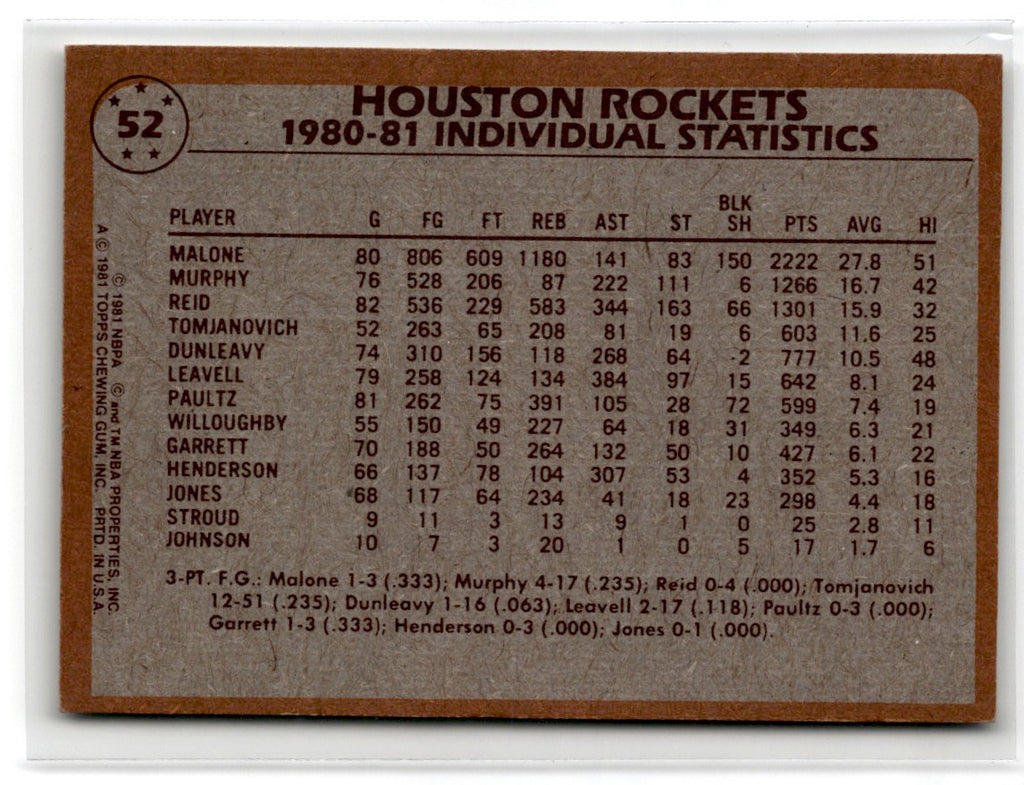 52
HOUSTON ROCKETS
1980-81 INDIVIDUAL STATISTICS
PLAYER G FG FT REB AST ST BLK SH PTS AVG HI
MALONE 80 806 609 1180 141 83 150 2222 27.8 51
MURPHY 76 528 206 87 222 111 6 1266 16.7 42
REID 82 536 229 583 344 163 66 1301 15.9 32
TOMJANOVICH 52 263 65 208 81 19 6 603 11.6 25
DUNLEAVY 74 310 156 118 268 64 2 777 10.5 48
LEAVELL 79 258 124 134 384 97 15 642 8.1 24
PAULTZ 81 262 75 391 105 28 72 599 7.4 19
WILLOUGHBY 55 150 49 227 64 18 31 349 6.3 21
GARRETT 70 188 50 264 132 50 10 427 6.1 22
HENDERSON 66 137 78 104 307 53 4 352 5.3 16
JONES 68 117 64 234 41 18 23 298 4.4 18
STROUD 9 11 3 13 9 1 0 25 2.8 11
JOHNSON 10 7 3 20 1 0 5 17 1.7 6
3-PT. F.G.: Malone 1-3 (.333); Murphy 4-17 (.235); Reid 0-4 (.000); Tomjanovich
12-51 (.235); Dunleavy 1-16 (.063); Leavell 2-17 (.118); Paultz 0-3 (.000);
Garrett 1-3 (.333); Henderson 0-3 (.000); Jones 0-1 (.000).
© 1981 NBPA © and TM NBA PROPERTIES, INC.
A © 1981 TOPPS CHEWING GUM, INC. PRTD. IN U.S.A.